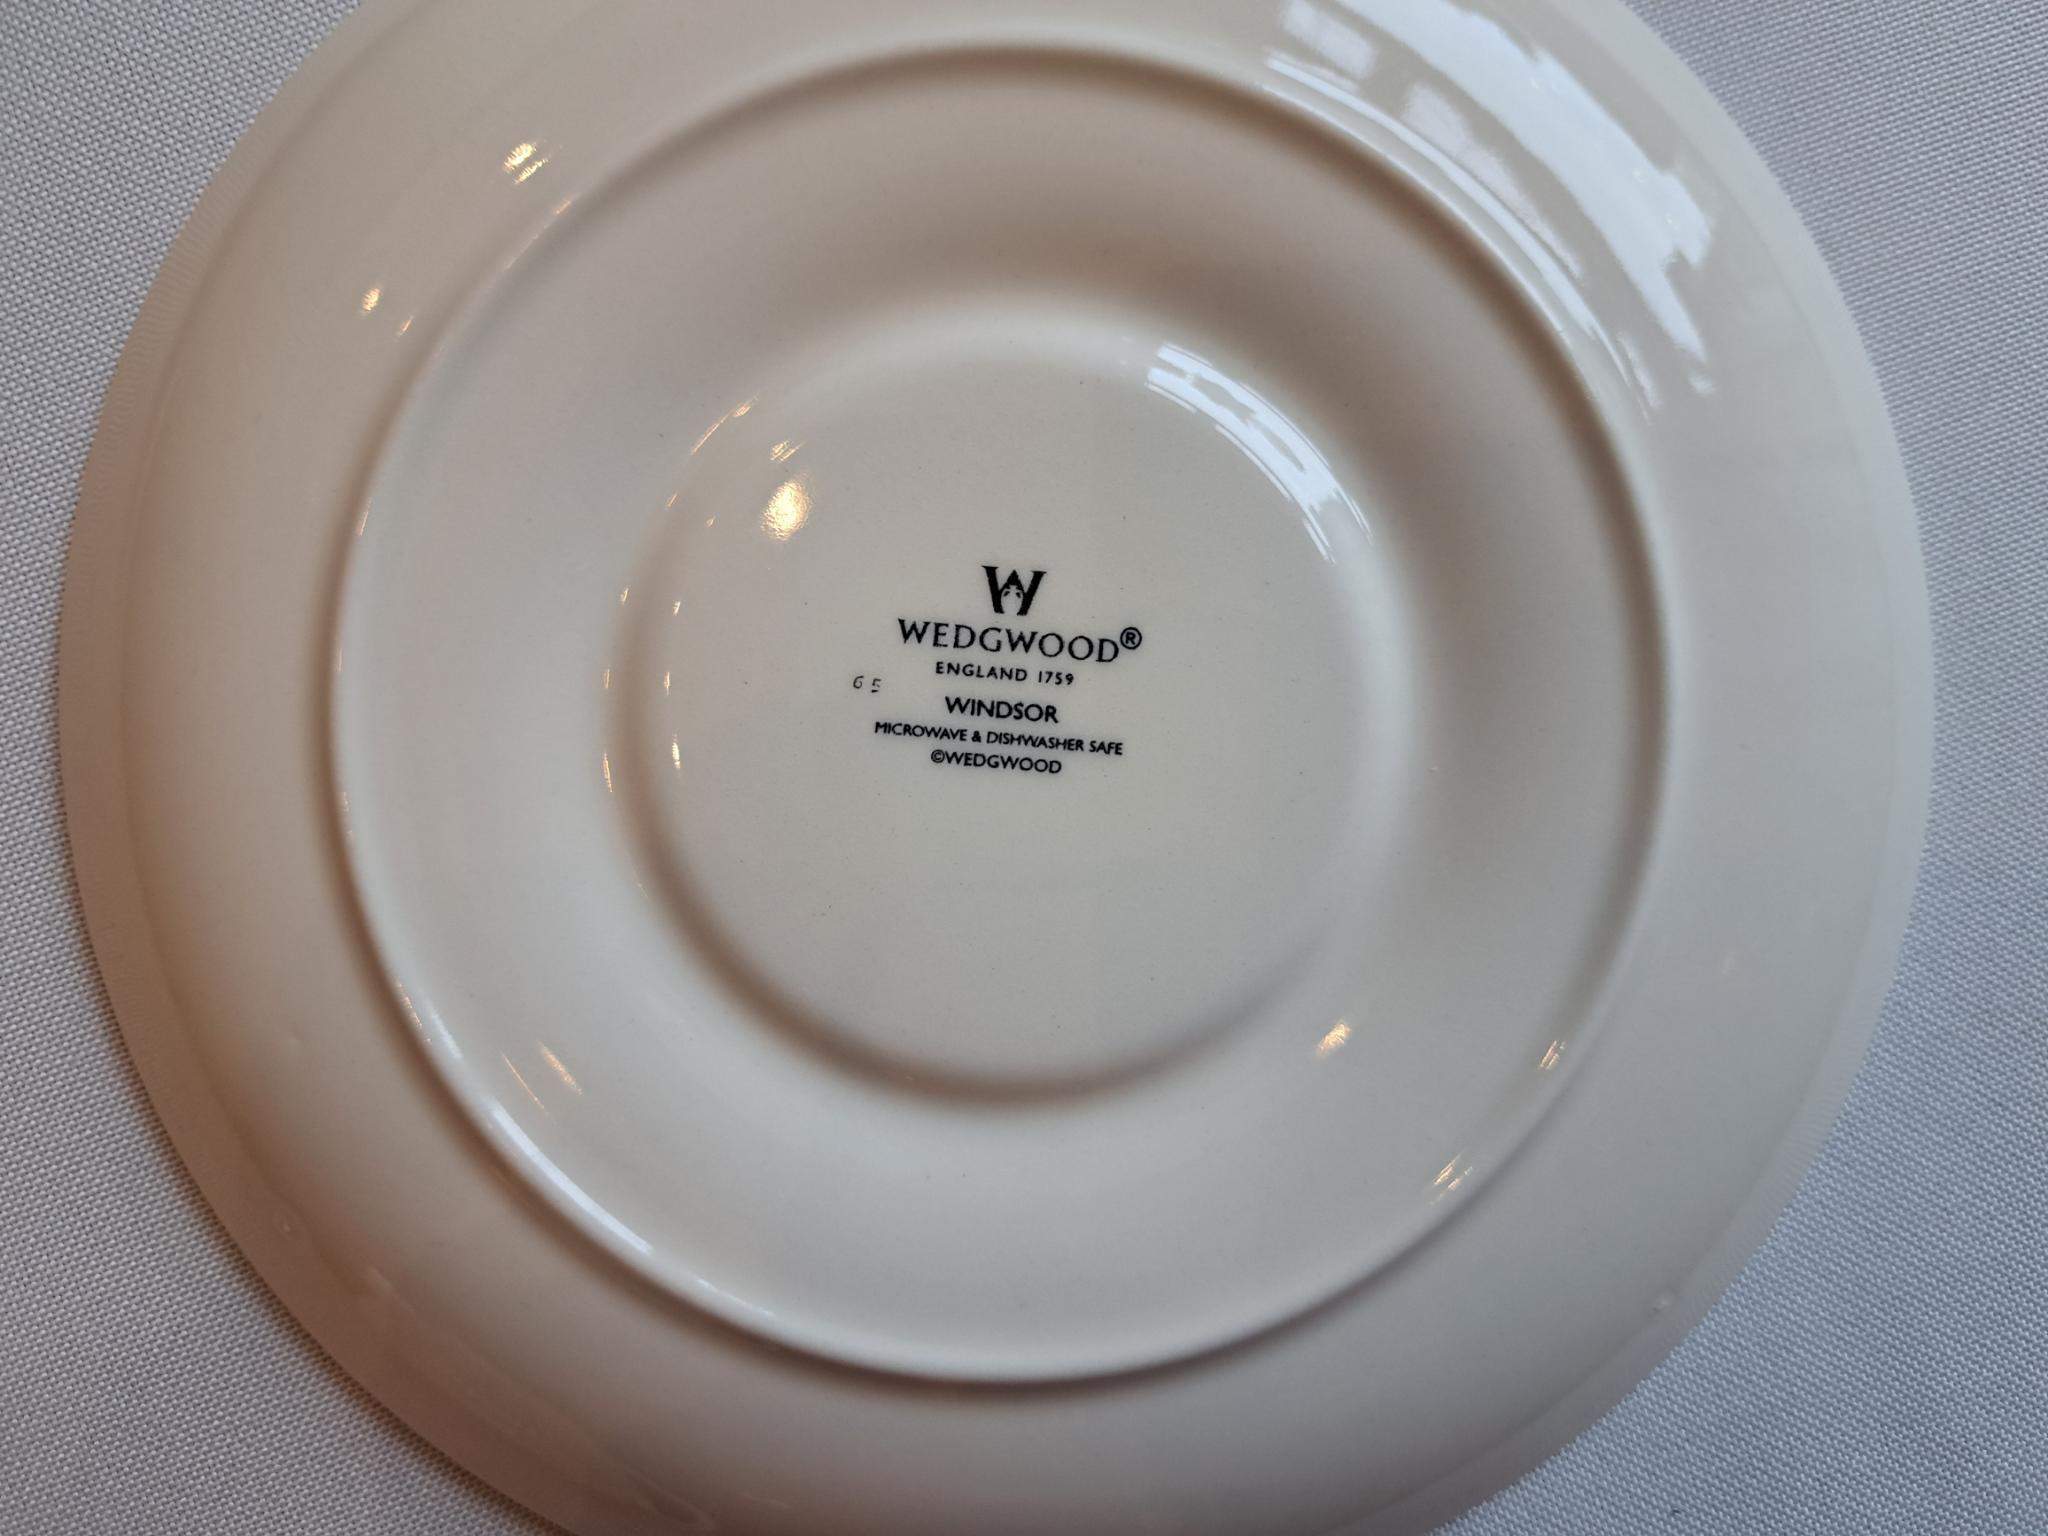 W
WEDGWOOD®
ENGLAND 1759
65
WINDSOR
MICROWAVE & DISHWASHER SAFE
©WEDGWOOD